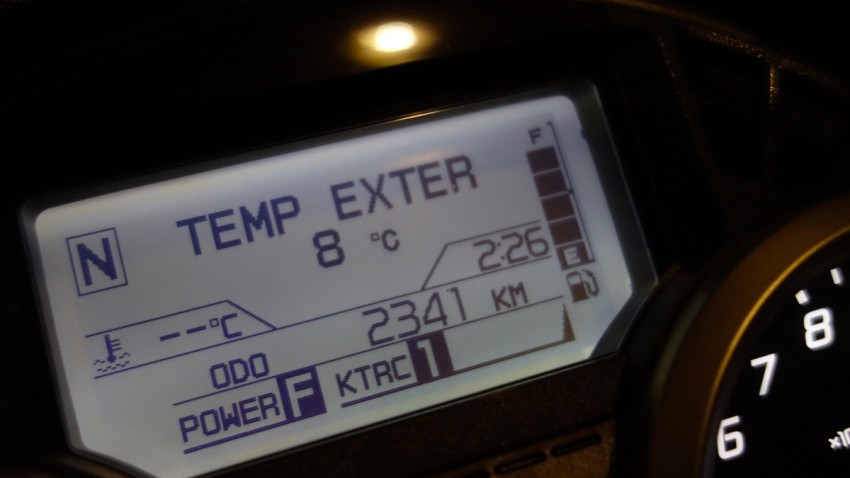 TEMP EXTER
8 °C
N
F
E
2:26
--°C
2341 KM
ODO
POWER F
KTRC 1
6
7
8